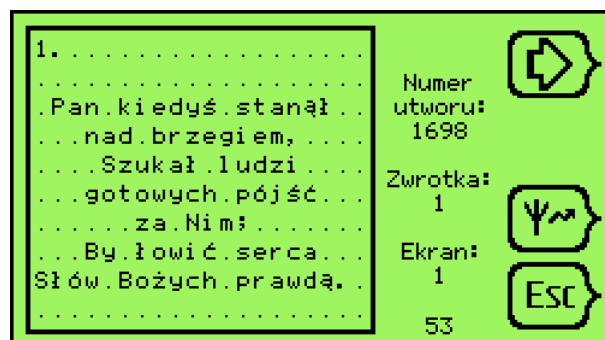 1. . . . . . . . . . . . . . . . . . .
. . . . . . . . . . . . . . . . . . . .
.Pan.kiedyś.stanął . .
. . .nad.brzegiem, . . . .
. . . .Szukał.ludzi . . . .
. . .gotowych.pójść. . .
. . . . . .za.Nim; . . . . . .
. . .By.łowić.serca. . .
Słów.Bożych.prawdą. .
. . . . . . . . . . . . . . . . . . . .
Numer
utworu:
1698
Zwrotka:
1
Ekran:
1
53
Esc